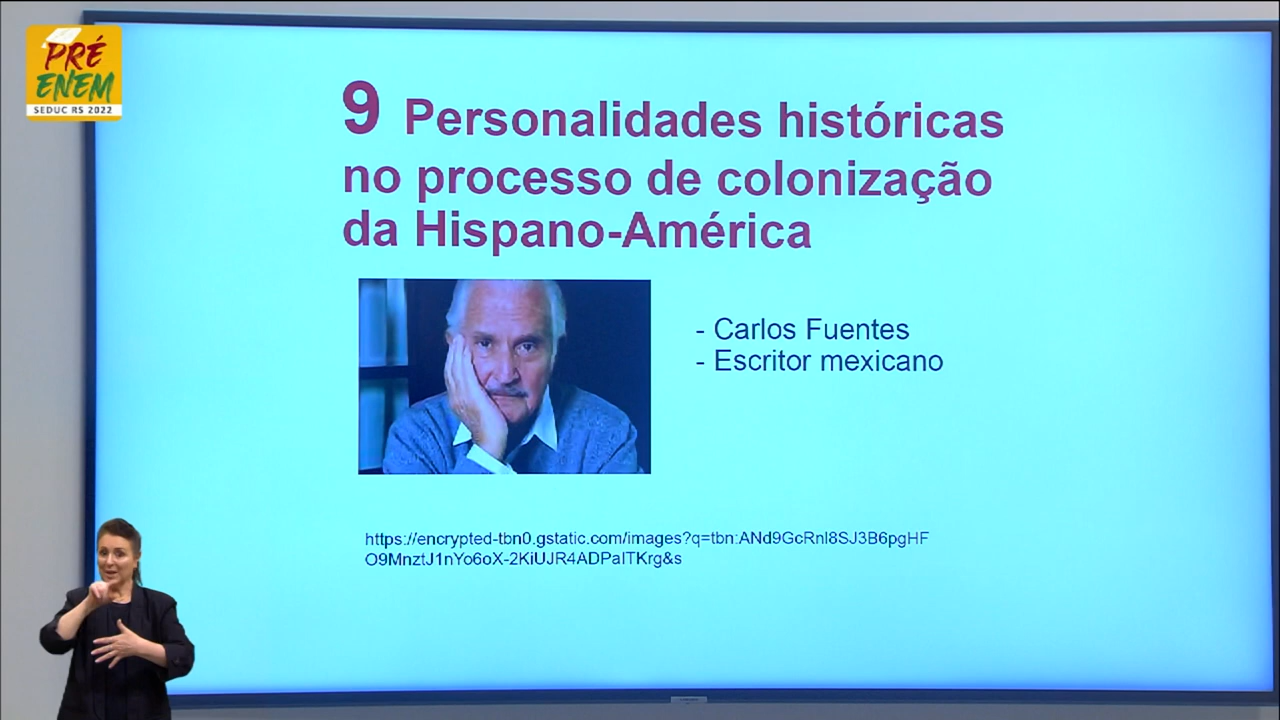 PRÉ
ENEM
SEDUC RS 2022
9 Personalidades históricas
no processo de colonização
da Hispano-América
- Carlos Fuentes
- Escritor mexicano
https://encrypted-tbn0.gstatic.com/images?q=tbn:ANd9GcRnl8SJ3B6pgHF
O9MnztJ1nYo6oX-2KiUJR4ADPaITKrg&s